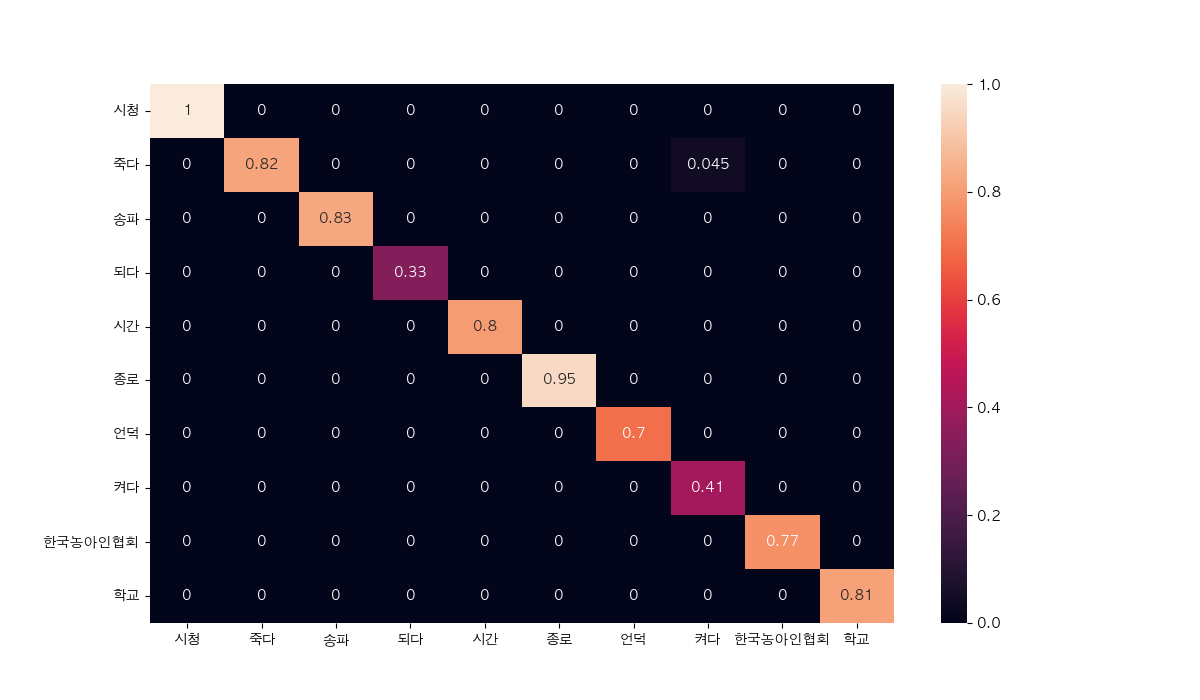 시청 1 0 0 0 0 0 0 0 0 0
죽다 0 0.82 0 0 0 0 0 0.045 0 0
송파 0 0 0.83 0 0 0 0 0 0 0
되다 0 0 0 0.33 0 0 0 0 0 0
시간 0 0 0 0 0.8 0 0 0 0 0
종로 0 0 0 0 0 0.95 0 0 0 0
언덕 0 0 0 0 0 0 0.7 0 0 0
켜다 0 0 0 0 0 0 0 0.41 0 0
한국농아인협회 0 0 0 0 0 0 0 0 0.77 0
학교 0 0 0 0 0 0 0 0 0 0.81
시청 죽다 송파 되다 시간 종로 언덕 켜다 한국농아인협회 학교
1.0
0.8
0.6
0.4
0.2
0.0